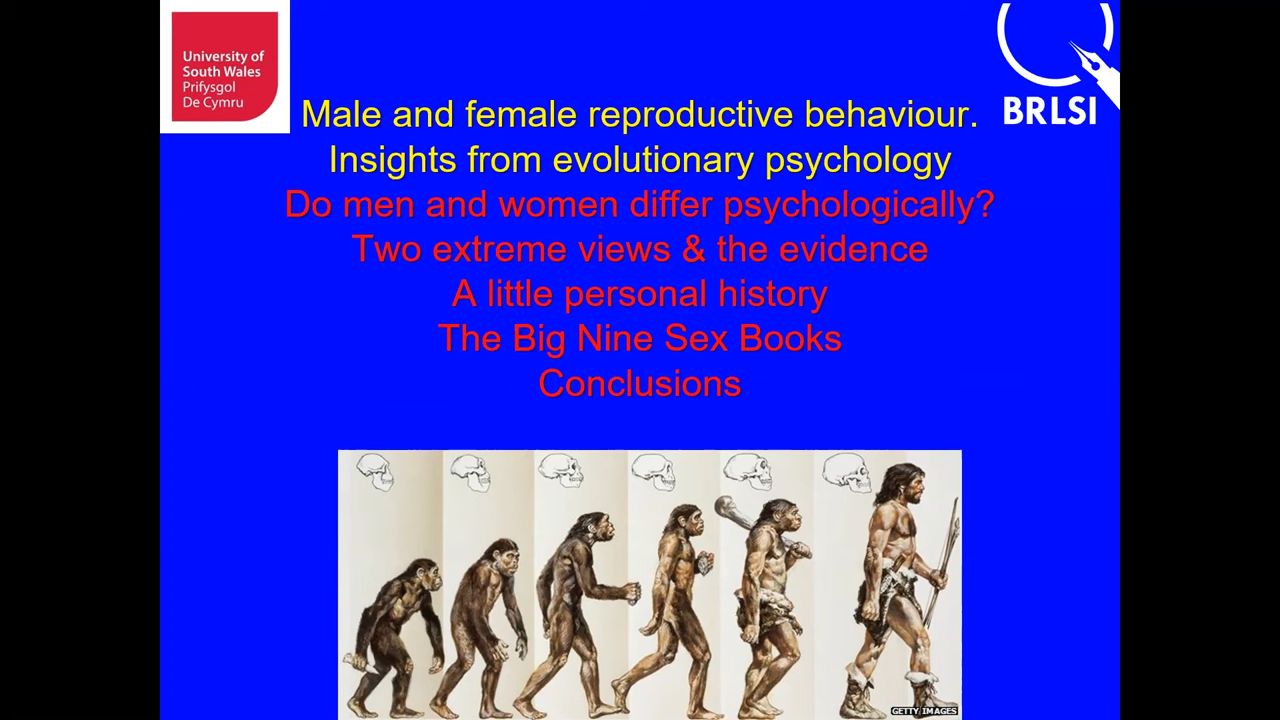 University of
South Wales
Prifysgol
De Cymru
BRLSI
Male and female reproductive behaviour.
Insights from evolutionary psychology
Do men and women differ psychologically?
Two extreme views & the evidence
A little personal history
The Big Nine Sex Books
Conclusions
GETTY IMAGES